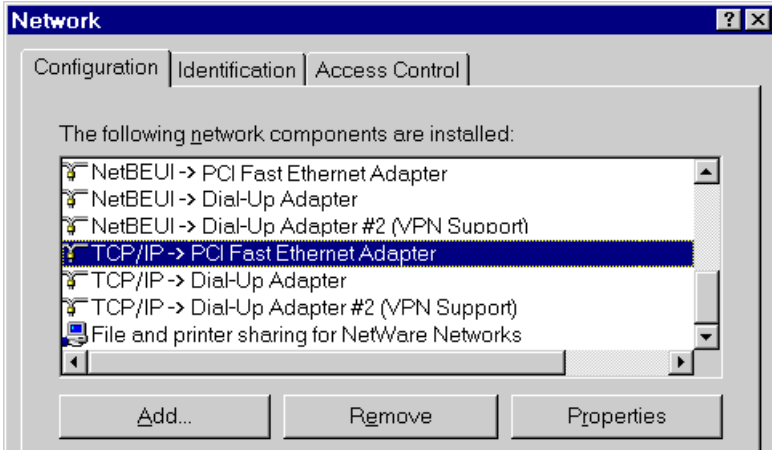 Network
Configuration Identification Access Control
The following network components are installed:
NetBEUI -> PCI Fast Ethernet Adapter
NetBEUI -> Dial-Up Adapter
NetBEUI -> Dial-Up Adapter #2 (VPN Support)
TCP/IP -> PCI Fast Ethernet Adapter
TCP/IP -> Dial-Up Adapter
TCP/IP -> Dial-Up Adapter #2 (VPN Support)
File and printer sharing for NetWare Networks
Add... Remove Properties